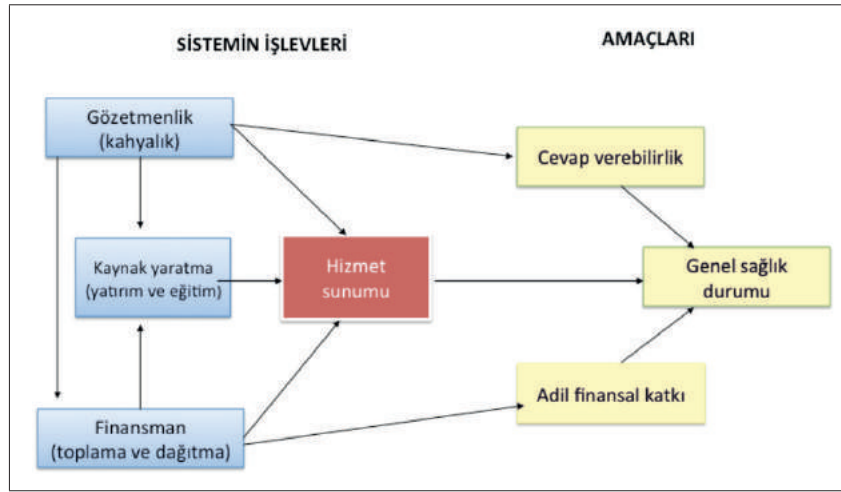 SİSTEMİN İŞLEVLERİ
AMAÇLARI
Gözetmenlik
(kahyalık)
Cevap verebilirlik
Kaynak yaratma
(yatırım ve eğitim)
Hizmet
sunumu
Genel sağlık
durumu
Adil finansal katkı
Finansman
(toplama ve dağıtma)